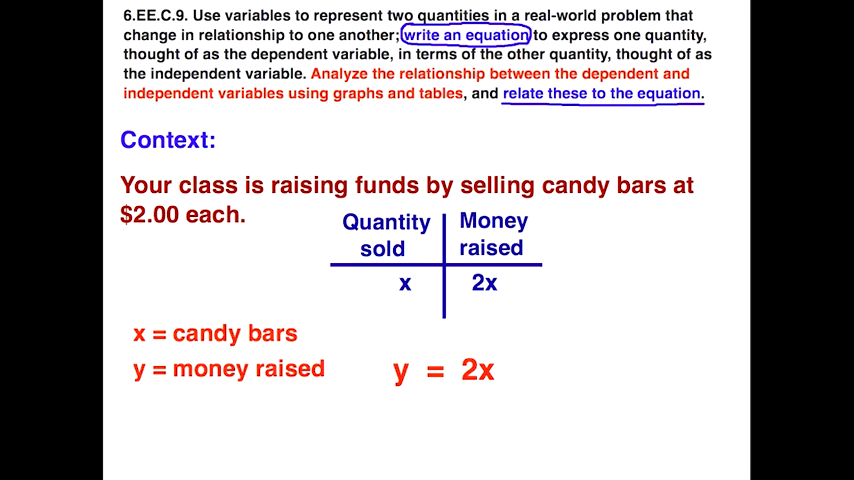 6.EE.C.9. Use variables to represent two quantities in a real-world problem that
change in relationship to one another; write an equation to express one quantity,
thought of as the dependent variable, in terms of the other quantity, thought of as
the independent variable. Analyze the relationship between the dependent and
independent variables using graphs and tables, and relate these to the equation.
Context:
Your class is raising funds by selling candy bars at
$2.00 each.
Quantity Money
sold raised
x 2x
x = candy bars
y = money raised y = 2x